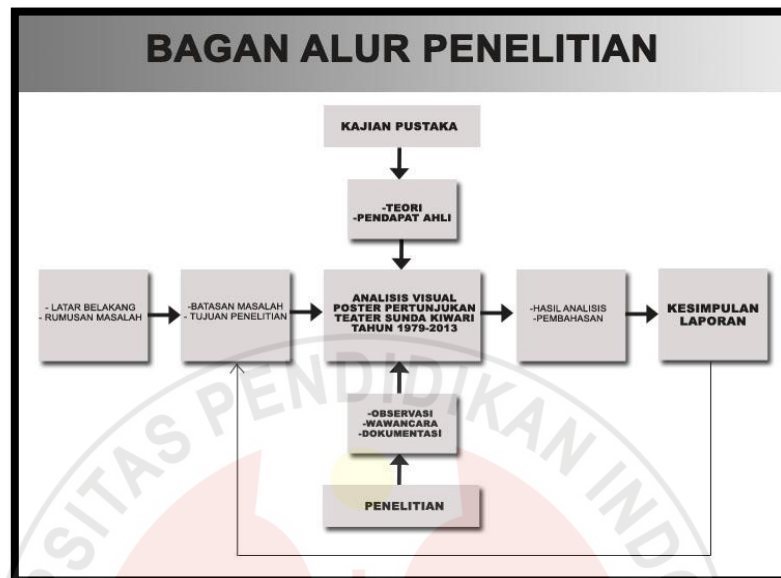 BAGAN ALUR PENELITIAN
KAJIAN PUSTAKA
-TEORI
-PENDAPAT AHLI
- LATAR BELAKANG
- RUMUSAN MASALAH
-BATASAN MASALAH
- TUJUAN PENELITIAN
ANALISIS VISUAL
POSTER PERTUNJUKAN
TEATER SUNDA KIWARI
TAHUN 1979-2013
-HASIL ANALISIS
-PEMBAHASAN
KESIMPULAN
LAPORAN
-OBSERVASI
-WAWANCARA
-DOKUMENTASI
PENELITIAN